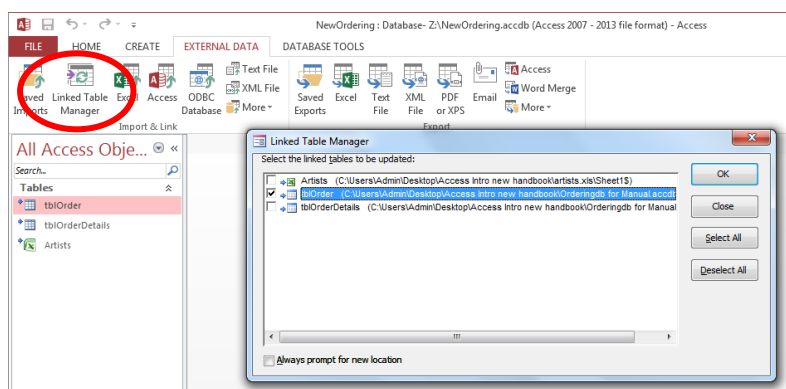 NewOrdering : Database- Z:\NewOrdering.accdb (Access 2007 - 2013 file format) - Access
FILE HOME CREATE EXTERNAL DATA DATABASE TOOLS
Saved Imports
Linked Table Manager
Excel
Access
ODBC Database
Text File
XML File
More
Saved Exports
Excel
Text File
XML File
PDF or XPS
Email
Access
Word Merge
More
Import & Link
Export
All Access Obje...
Search...
Tables
tblOrder
tblOrderDetails
Artists
Linked Table Manager
Select the linked tables to be updated:
Artists (C:\Users\Admin\Desktop\Access Intro new handbook\artists.xls\Sheet1$)
tblOrder (C:\Users\Admin\Desktop\Access Intro new handbook\Orderingdb for Manual.accdb
tblOrderDetails (C:\Users\Admin\Desktop\Access Intro new handbook\Orderingdb for Manual
Always prompt for new location
OK
Close
Select All
Deselect All